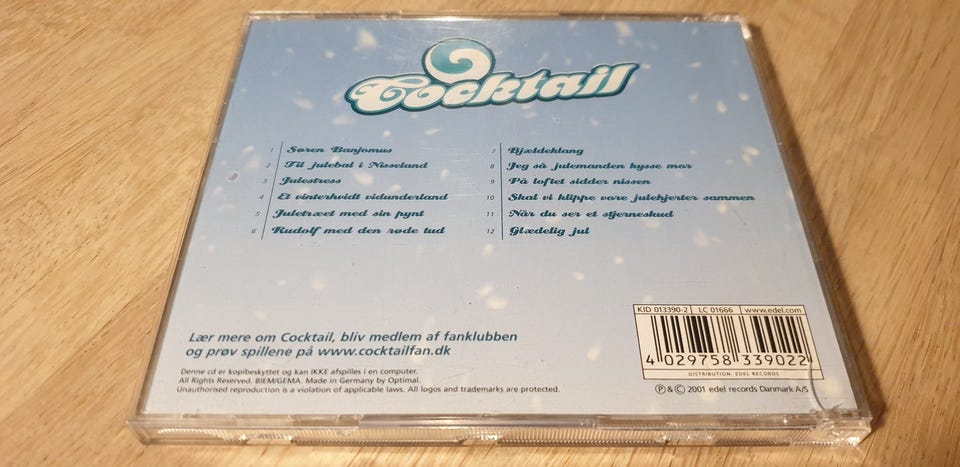 Cocktail
1 Søren Banjomus
2 Til julebal i Nisseland
3 Julestress
4 Et vinterhvidt vidunderland
5 Juletræet med sin pynt
6 Rudolf med den røde tud
7 Bjældeklang
8 Jeg så julemanden kysse mor
9 På loftet sidder nissen
10 Skal vi klippe vore julehjerter sammen
11 Når du ser et stjerneskud
12 Glædelig jul
Lær mere om Cocktail, bliv medlem af fanklubben
og prøv spillene på www.cocktailfan.dk
Denne cd er kopibeskyttet og kan IKKE afspilles i en computer.
All Rights Reserved. BIEM/GEMA. Made in Germany by Optimal.
Unauthorised reproduction is a violation of applicable laws. All logos and trademarks are protected.
KID 013390-2 LC 01666 www.edel.com
4 029758 339022
DISTRIBUTION: EDEL RECORDS
℗ & © 2001 edel records Danmark A/S